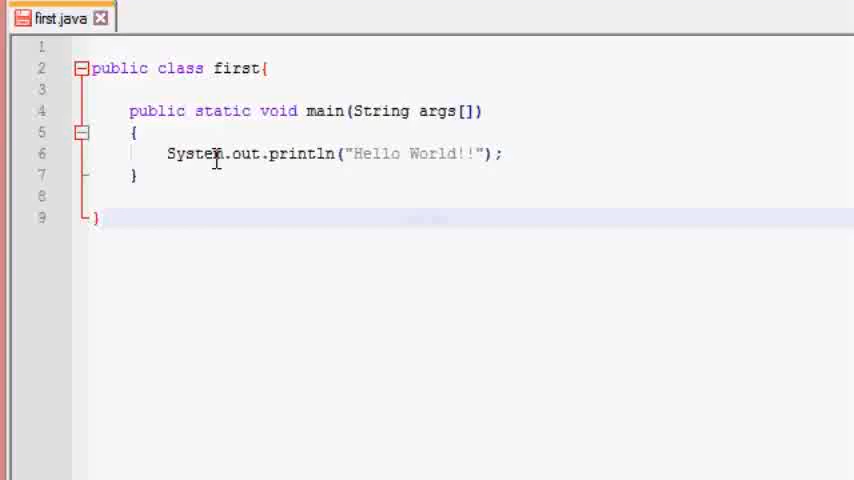 first.java
1
2 public class first{
3
4 public static void main(String args[])
5 {
6 System.out.println("Hello World!!");
7 }
8
9 }